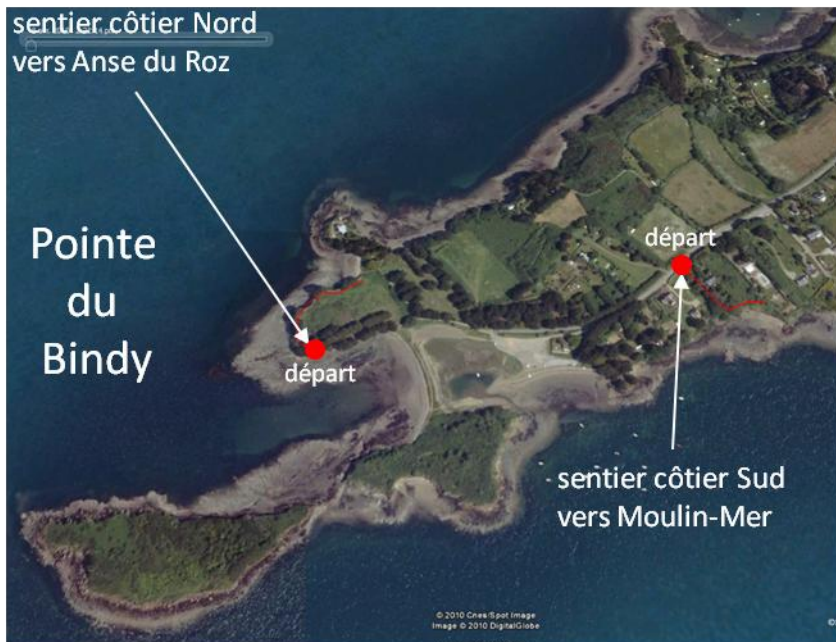 sentier côtier Nord
vers Anse du Roz
Pointe
du
Bindy
départ
départ
sentier côtier Sud
vers Moulin-Mer
© 2010 Cnes/Spot Image
Image © 2010 DigitalGlobe
©